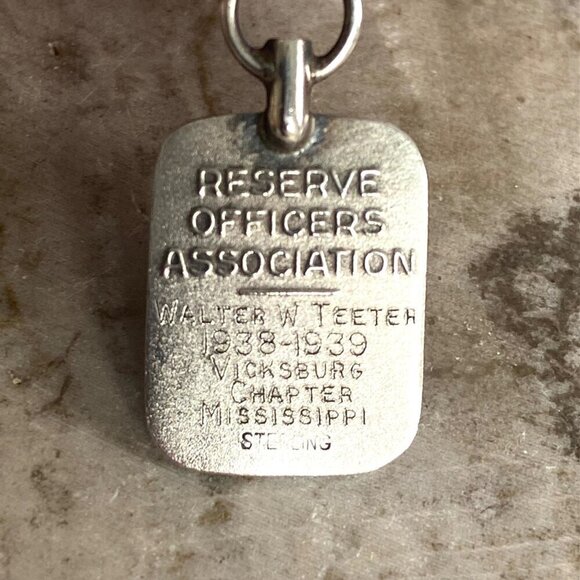 RESERVE
OFFICERS
ASSOCIATION
WALTER W TEETER
1938-1939
VICKSBURG
CHAPTER
MISSISSIPPI
STERLING